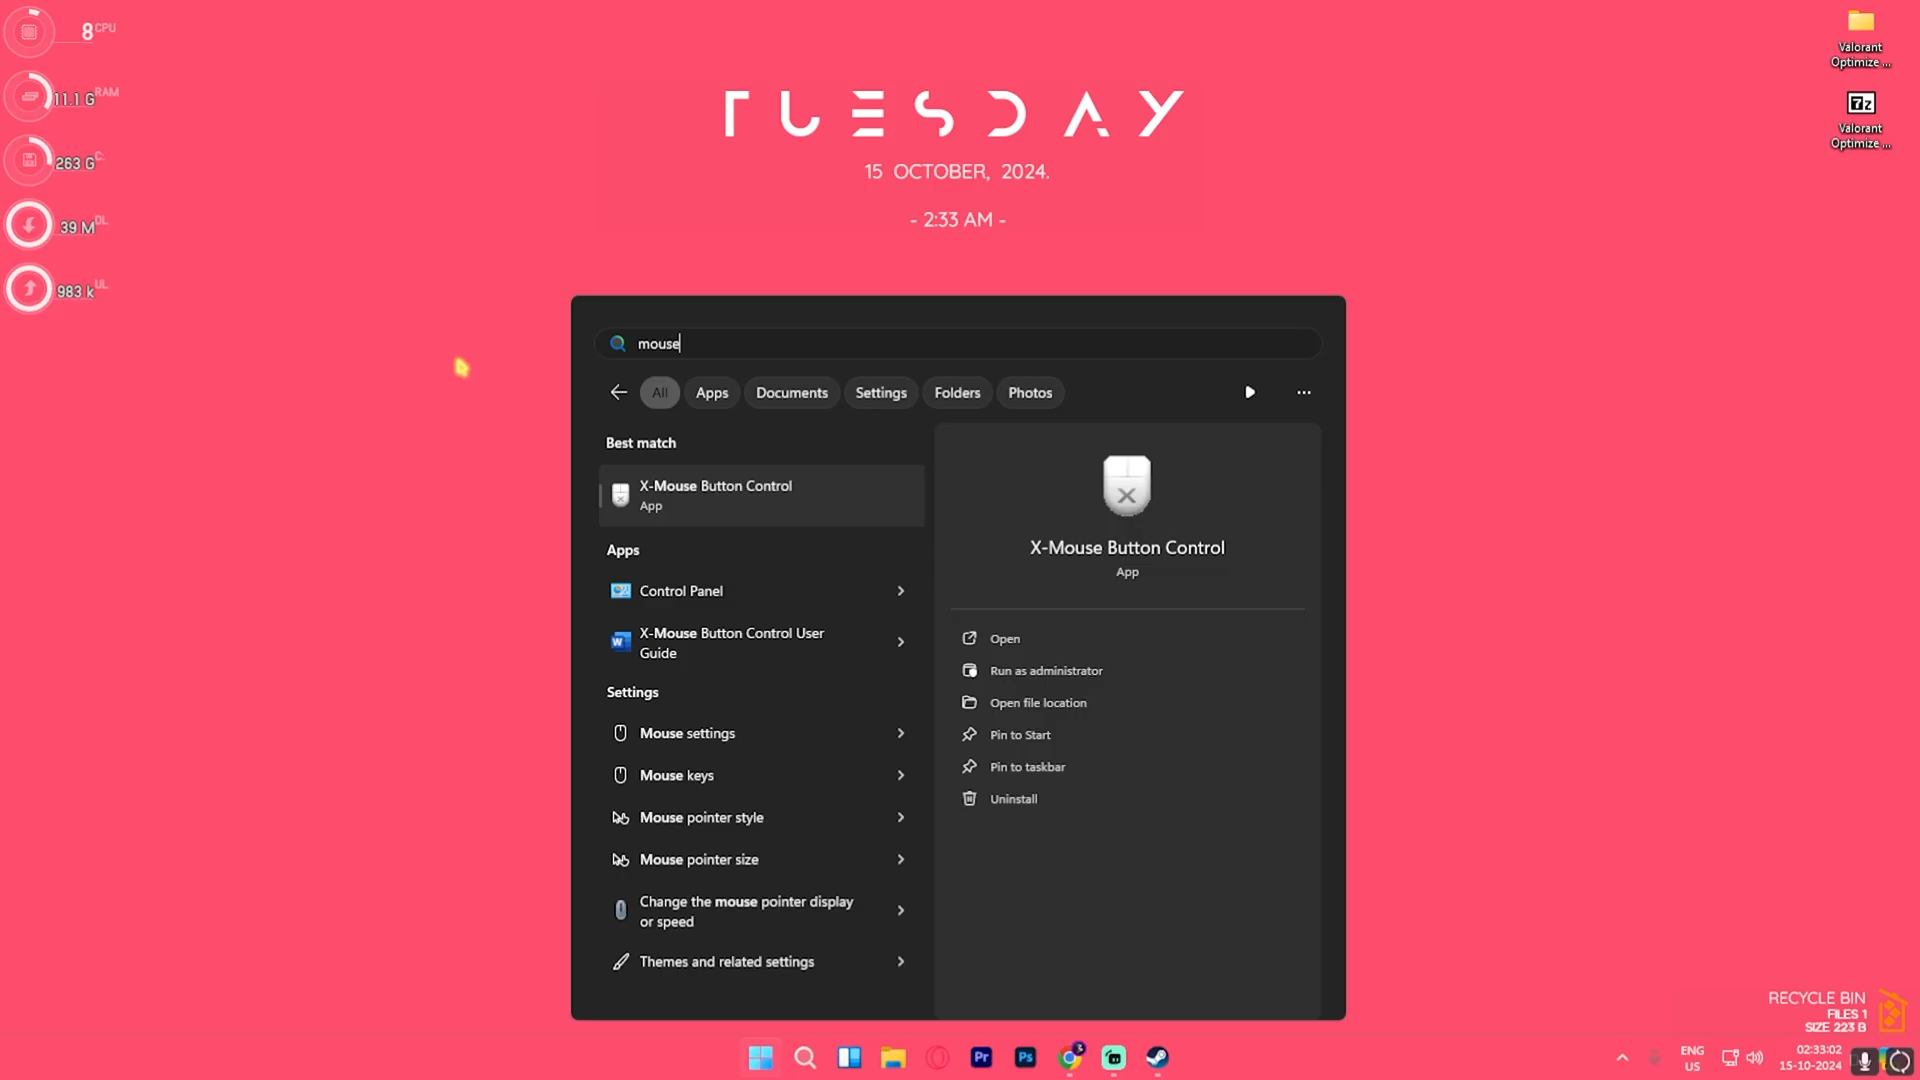 8 CPU
11.1 G RAM
263 G C:
39 M DL
983 k UL
TUESDAY
15 OCTOBER, 2024.
- 2:33 AM -
Valorant
Optimize ...
7z
Valorant
Optimize ...
mouse
All
Apps
Documents
Settings
Folders
Photos
Best match
X-Mouse Button Control
App
Apps
Control Panel
X-Mouse Button Control User
Guide
Settings
Mouse settings
Mouse keys
Mouse pointer style
Mouse pointer size
Change the mouse pointer display
or speed
Themes and related settings
X-Mouse Button Control
App
Open
Run as administrator
Open file location
Pin to Start
Pin to taskbar
Uninstall
RECYCLE BIN
FILES 1
SIZE 223 B
Pr
Ps
3
ENG
US
02:33:02
15-10-2024